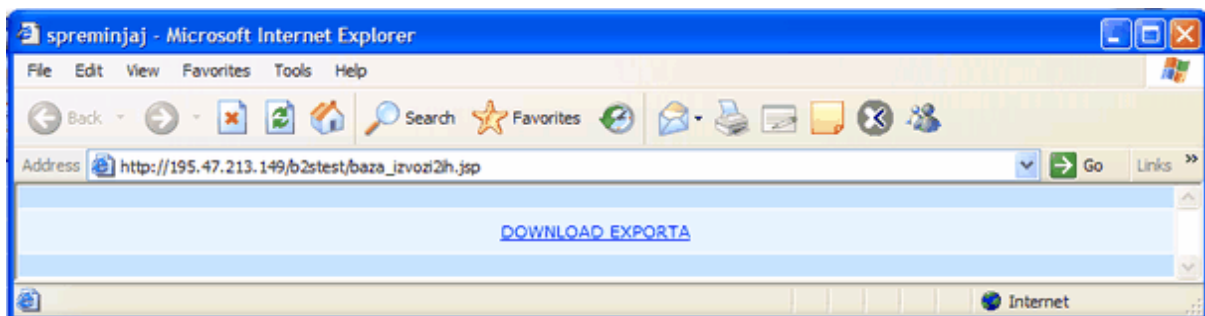 spreminjaj - Microsoft Internet Explorer
File Edit View Favorites Tools Help
Back Search Favorites
Address http://195.47.213.149/b2stest/baza_izvozi2ih.jsp Go Links »
DOWNLOAD EXPORTA
Internet